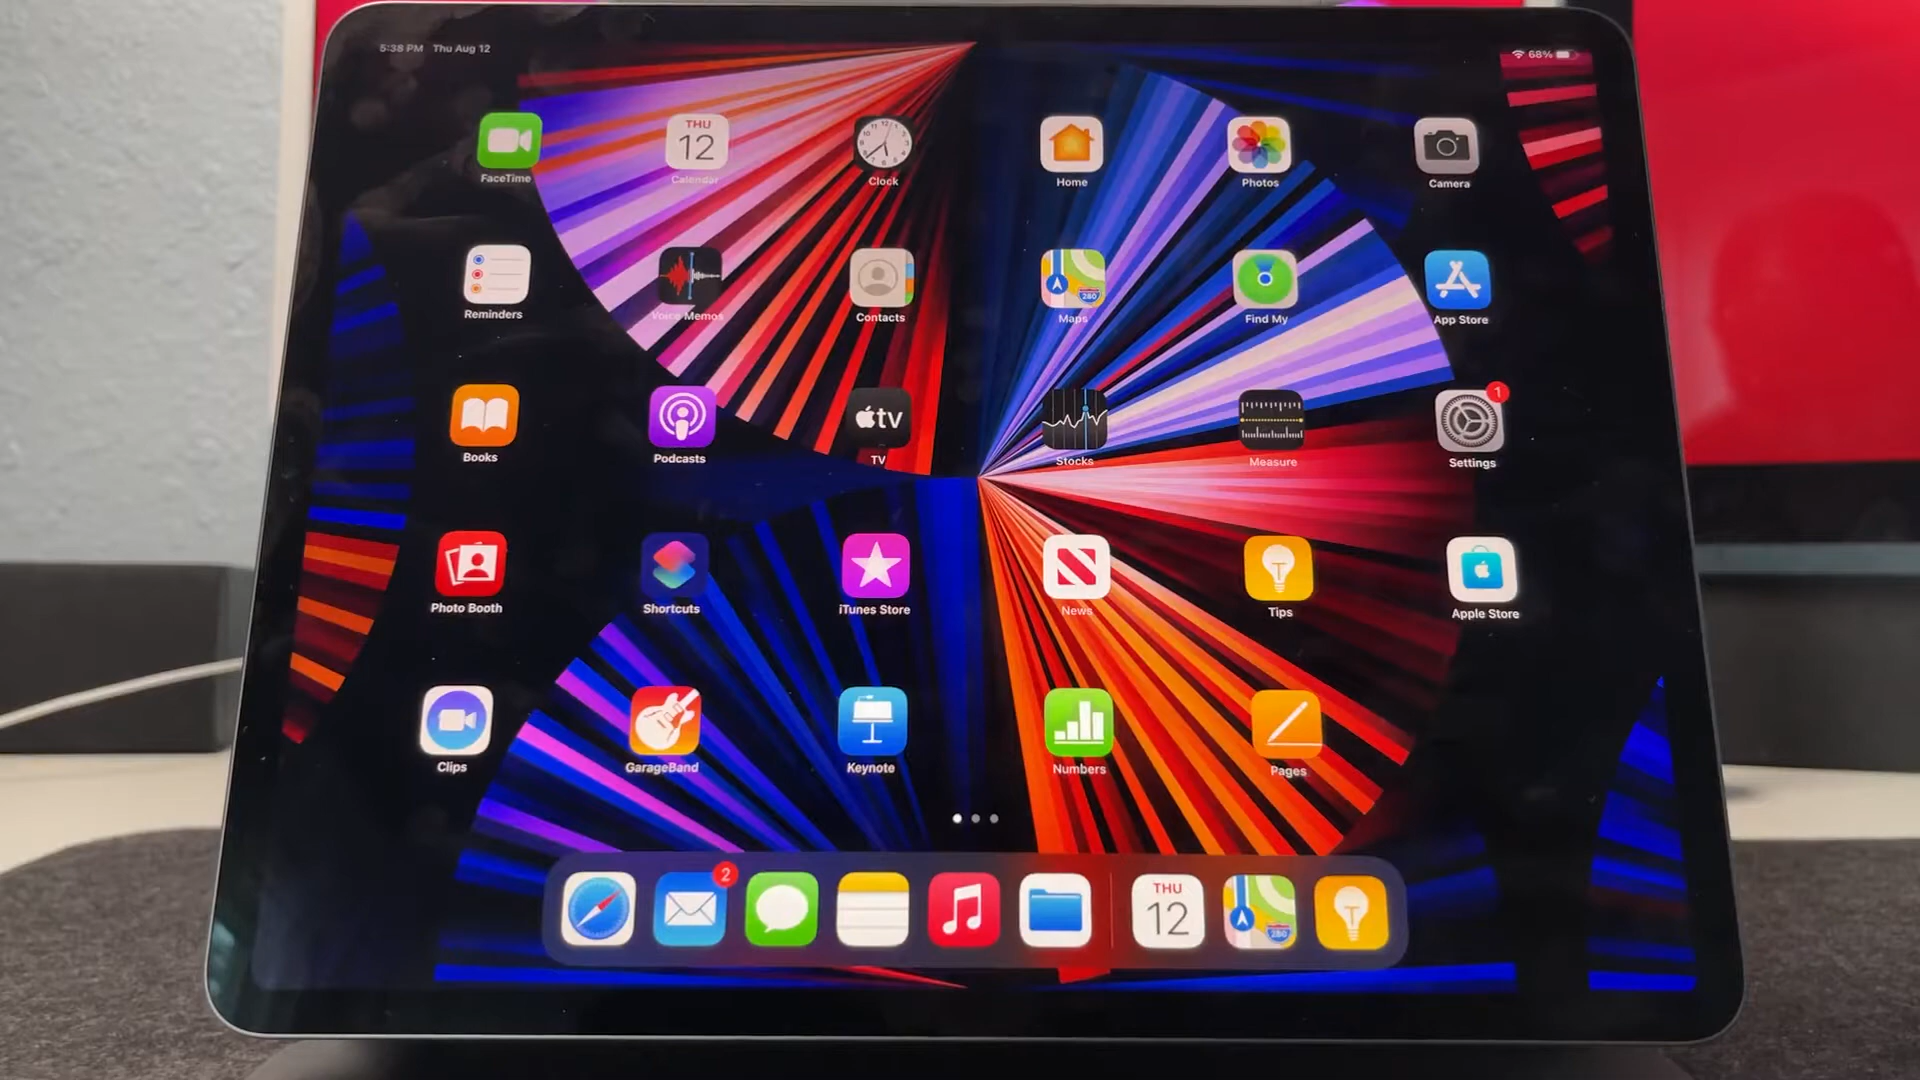 5:38 PM Thu Aug 12
68%
THU
12
FaceTime
Calendar
Clock
Home
Photos
Camera
280
Reminders
Voice Memos
Contacts
Maps
Find My
App Store
tv
1
Books
Podcasts
TV
Stocks
Measure
Settings
Photo Booth
Shortcuts
iTunes Store
News
Tips
Apple Store
Clips
GarageBand
Keynote
Numbers
Pages
2
THU
12
280